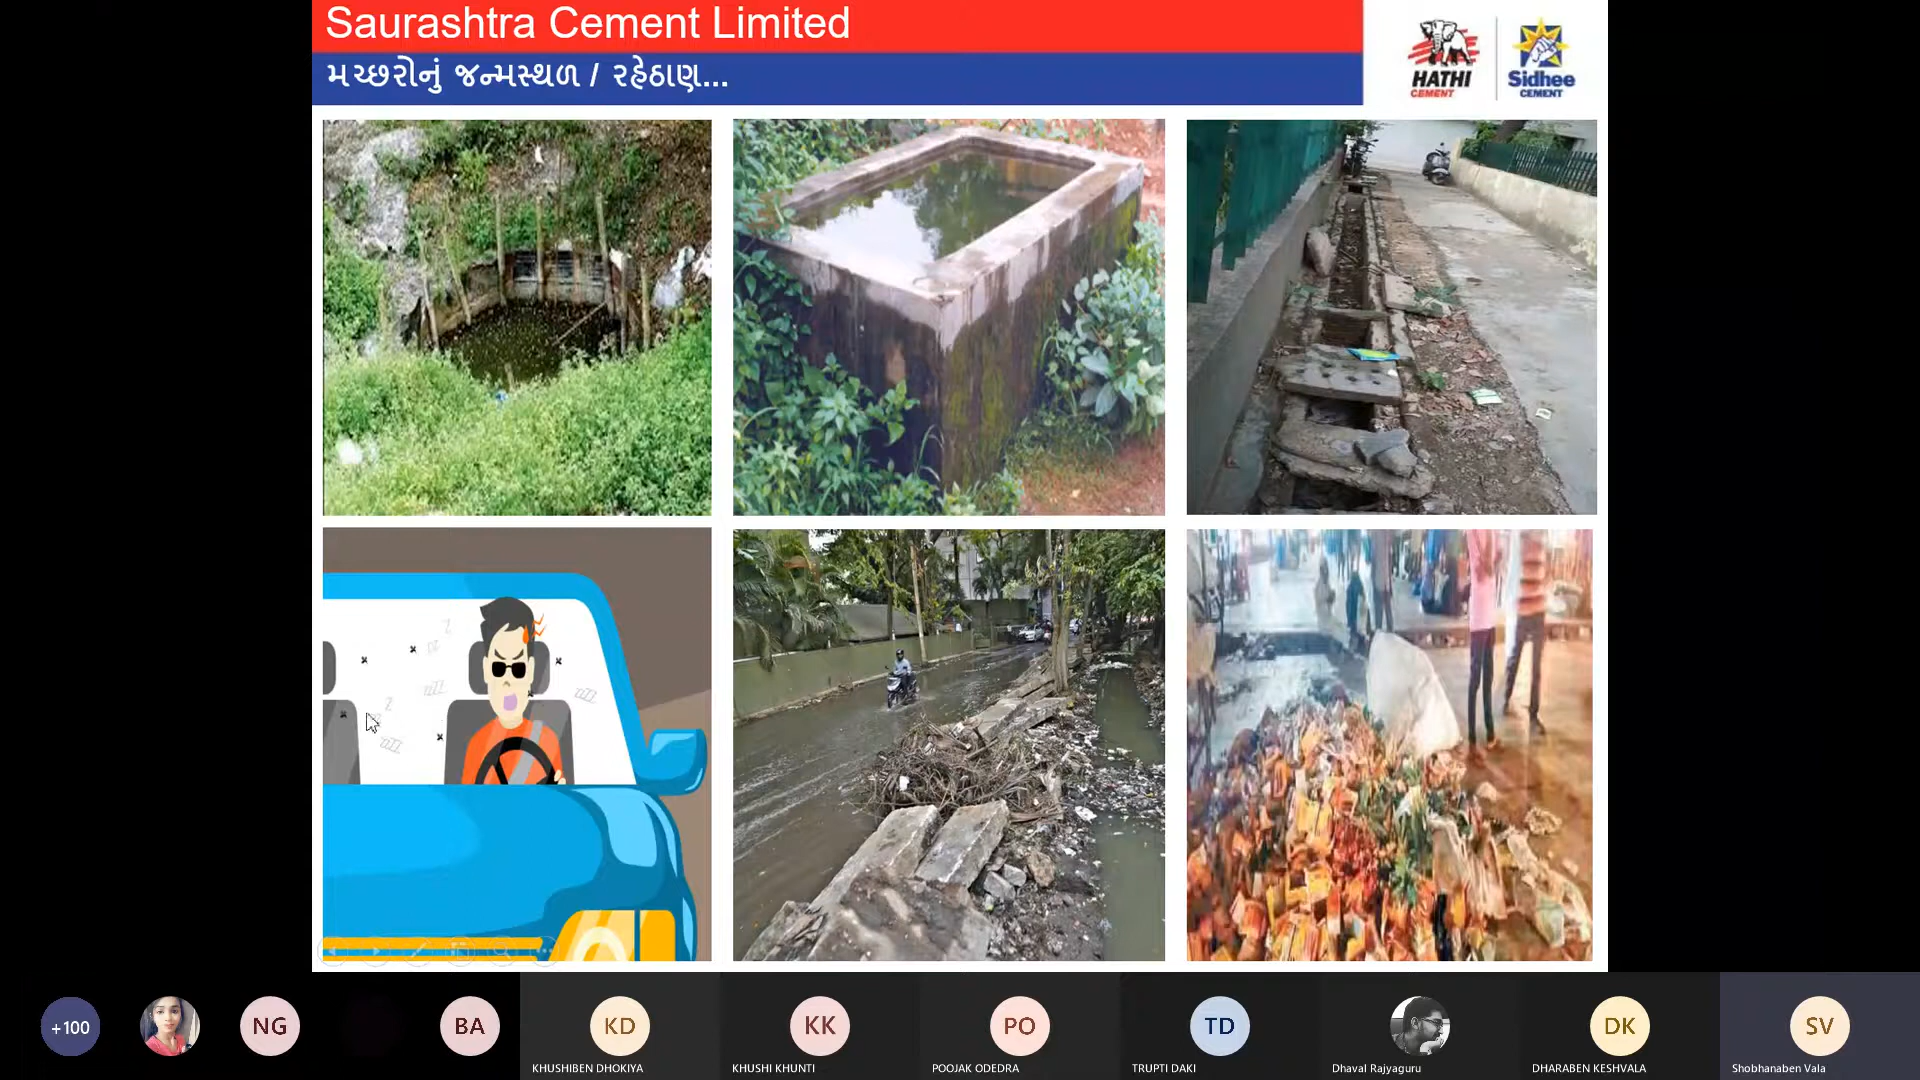 Saurashtra Cement Limited
મચ્છરોનું જન્મસ્થળ / રહેઠાણ...
HATHI
CEMENT
Sidhee
CEMENT
+100
NG
BA
KD
KK
PO
TD
DK
SV
KHUSHIBEN DHOKIYA
KHUSHI KHUNTI
POOJAK ODEDRA
TRUPTI DAKI
Dhaval Rajyaguru
DHARABEN KESHVALA
Shobhanaben Vala